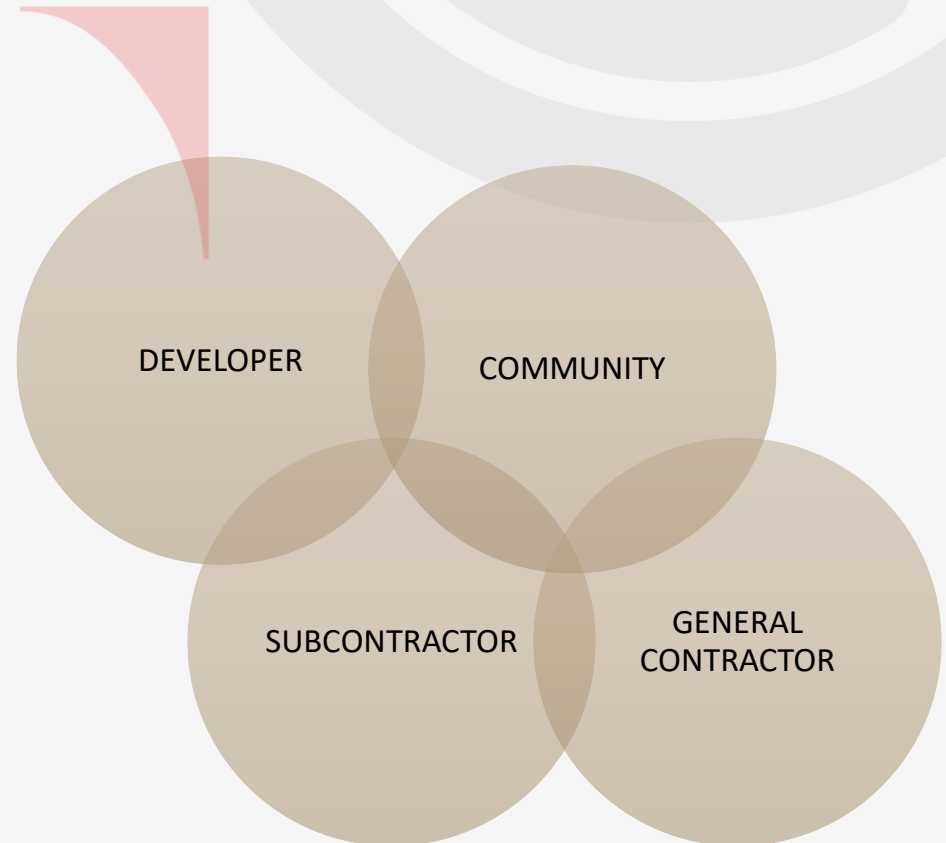 DEVELOPER
COMMUNITY
SUBCONTRACTOR
GENERAL
CONTRACTOR